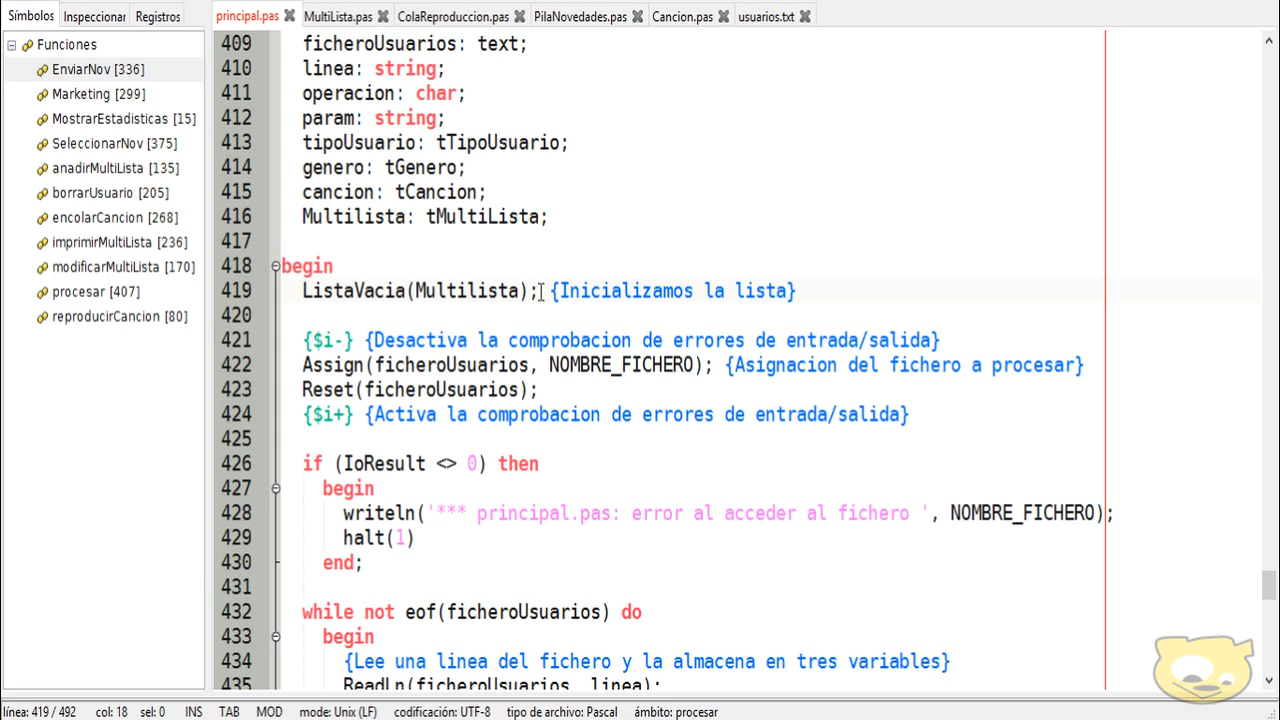 Símbolos Inspeccionar Registros
principal.pas MultiLista.pas ColaReproduccion.pas PilaNovedades.pas Cancion.pas usuarios.txt
Funciones
EnviarNov [336]
Marketing [299]
MostrarEstadisticas [15]
SeleccionarNov [375]
anadirMultiLista [135]
borrarUsuario [205]
encolarCancion [268]
imprimirMultiLista [236]
modificarMultiLista [170]
procesar [407]
reproducirCancion [80]
409 ficheroUsuarios: text;
410 linea: string;
411 operacion: char;
412 param: string;
413 tipoUsuario: tTipoUsuario;
414 genero: tGenero;
415 cancion: tCancion;
416 Multilista: tMultiLista;
417
418 begin
419 ListaVacia(Multilista); {Inicializamos la lista}
420
421 {$i-} {Desactiva la comprobacion de errores de entrada/salida}
422 Assign(ficheroUsuarios, NOMBRE_FICHERO); {Asignacion del fichero a procesar}
423 Reset(ficheroUsuarios);
424 {$i+} {Activa la comprobacion de errores de entrada/salida}
425
426 if (IoResult <> 0) then
427 begin
428 writeln('*** principal.pas: error al acceder al fichero ', NOMBRE_FICHERO);
429 halt(1)
430 end;
431
432 while not eof(ficheroUsuarios) do
433 begin
434 {Lee una linea del fichero y la almacena en tres variables}
435 ReadLn(ficheroUsuarios, linea);
línea: 419 / 492 col: 18 sel: 0 INS TAB MOD mode: Unix (LF) codificación: UTF-8 tipo de archivo: Pascal ámbito: procesar